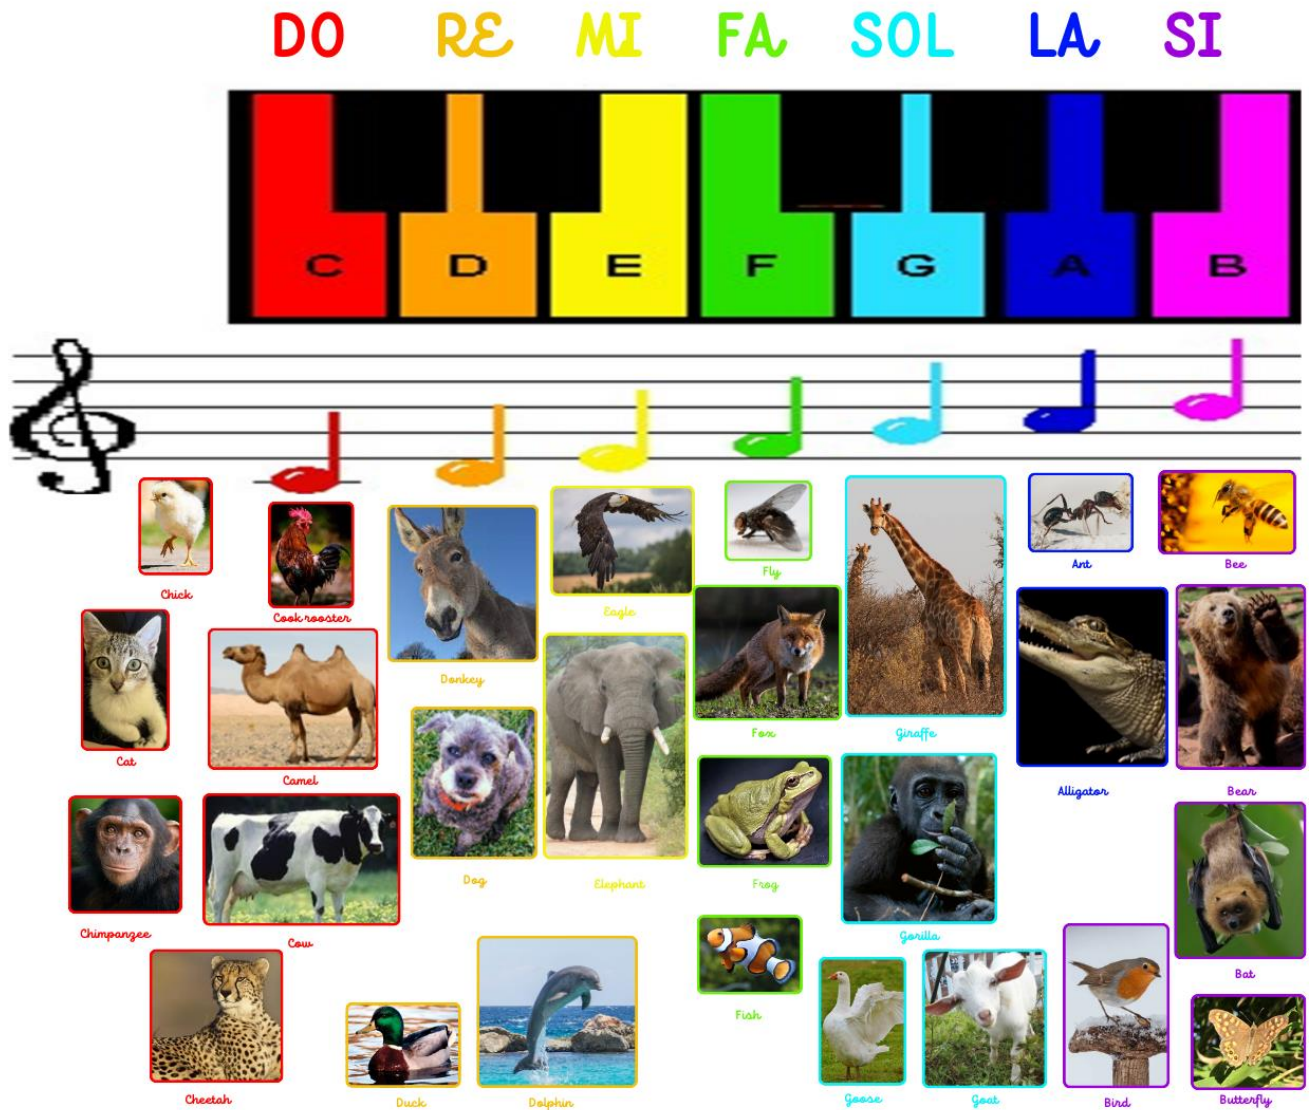 DO RE MI FA SOL LA SI
C D E F G A B
Chick
Cook rooster
Cat
Camel
Chimpanzee
Cow
Cheetah
Donkey
Dog
Duck
Dolphin
Eagle
Elephant
Fly
Fox
Frog
Fish
Giraffe
Gorilla
Goose
Goat
Ant
Alligator
Bee
Bear
Bat
Bird
Butterfly